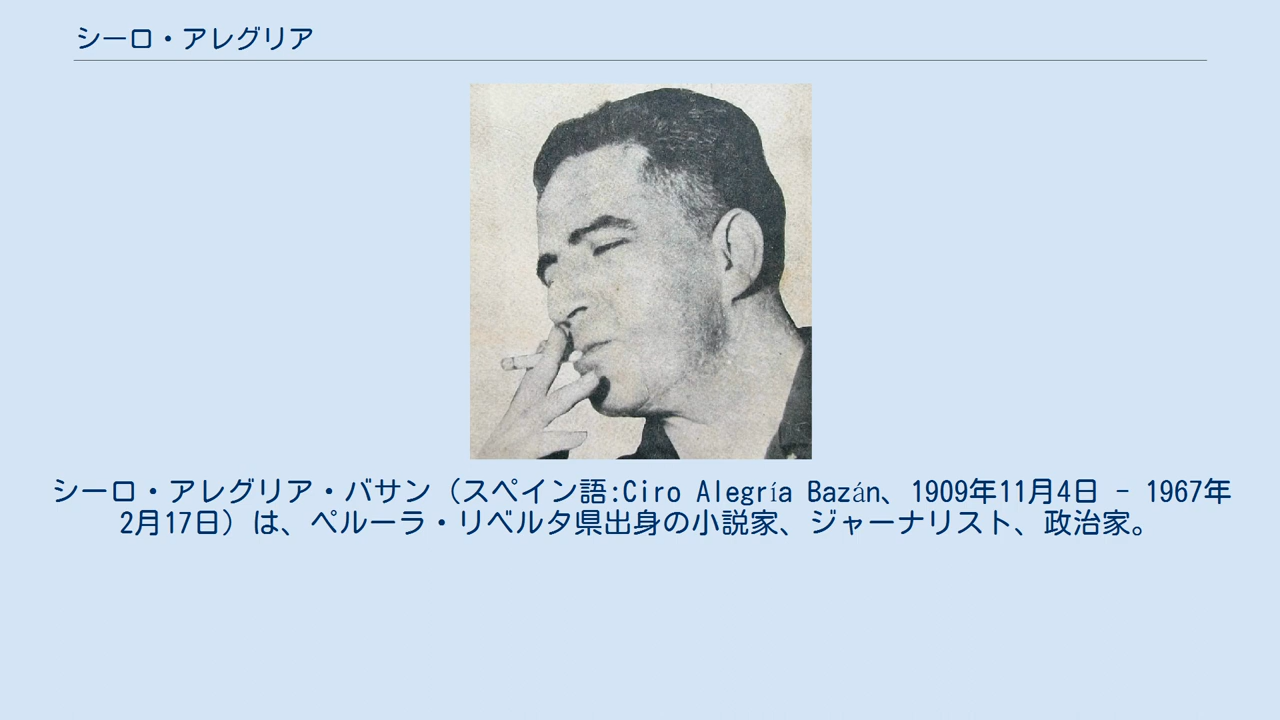 シーロ・アレグリア
シーロ・アレグリア・バサン（スペイン語:Ciro Alegría Bazán、1909年11月4日 - 1967年
2月17日）は、ペルーラ・リベルタ県出身の小説家、ジャーナリスト、政治家。